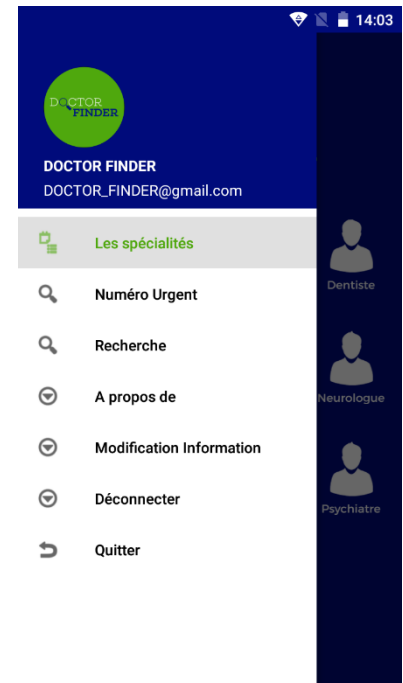 14:03
DOCTOR
FINDER
DOCTOR FINDER
DOCTOR_FINDER@gmail.com
Les spécialités
Numéro Urgent
Recherche
A propos de
Modification Information
Déconnecter
Quitter
Dentiste
Neurologue
Psychiatre